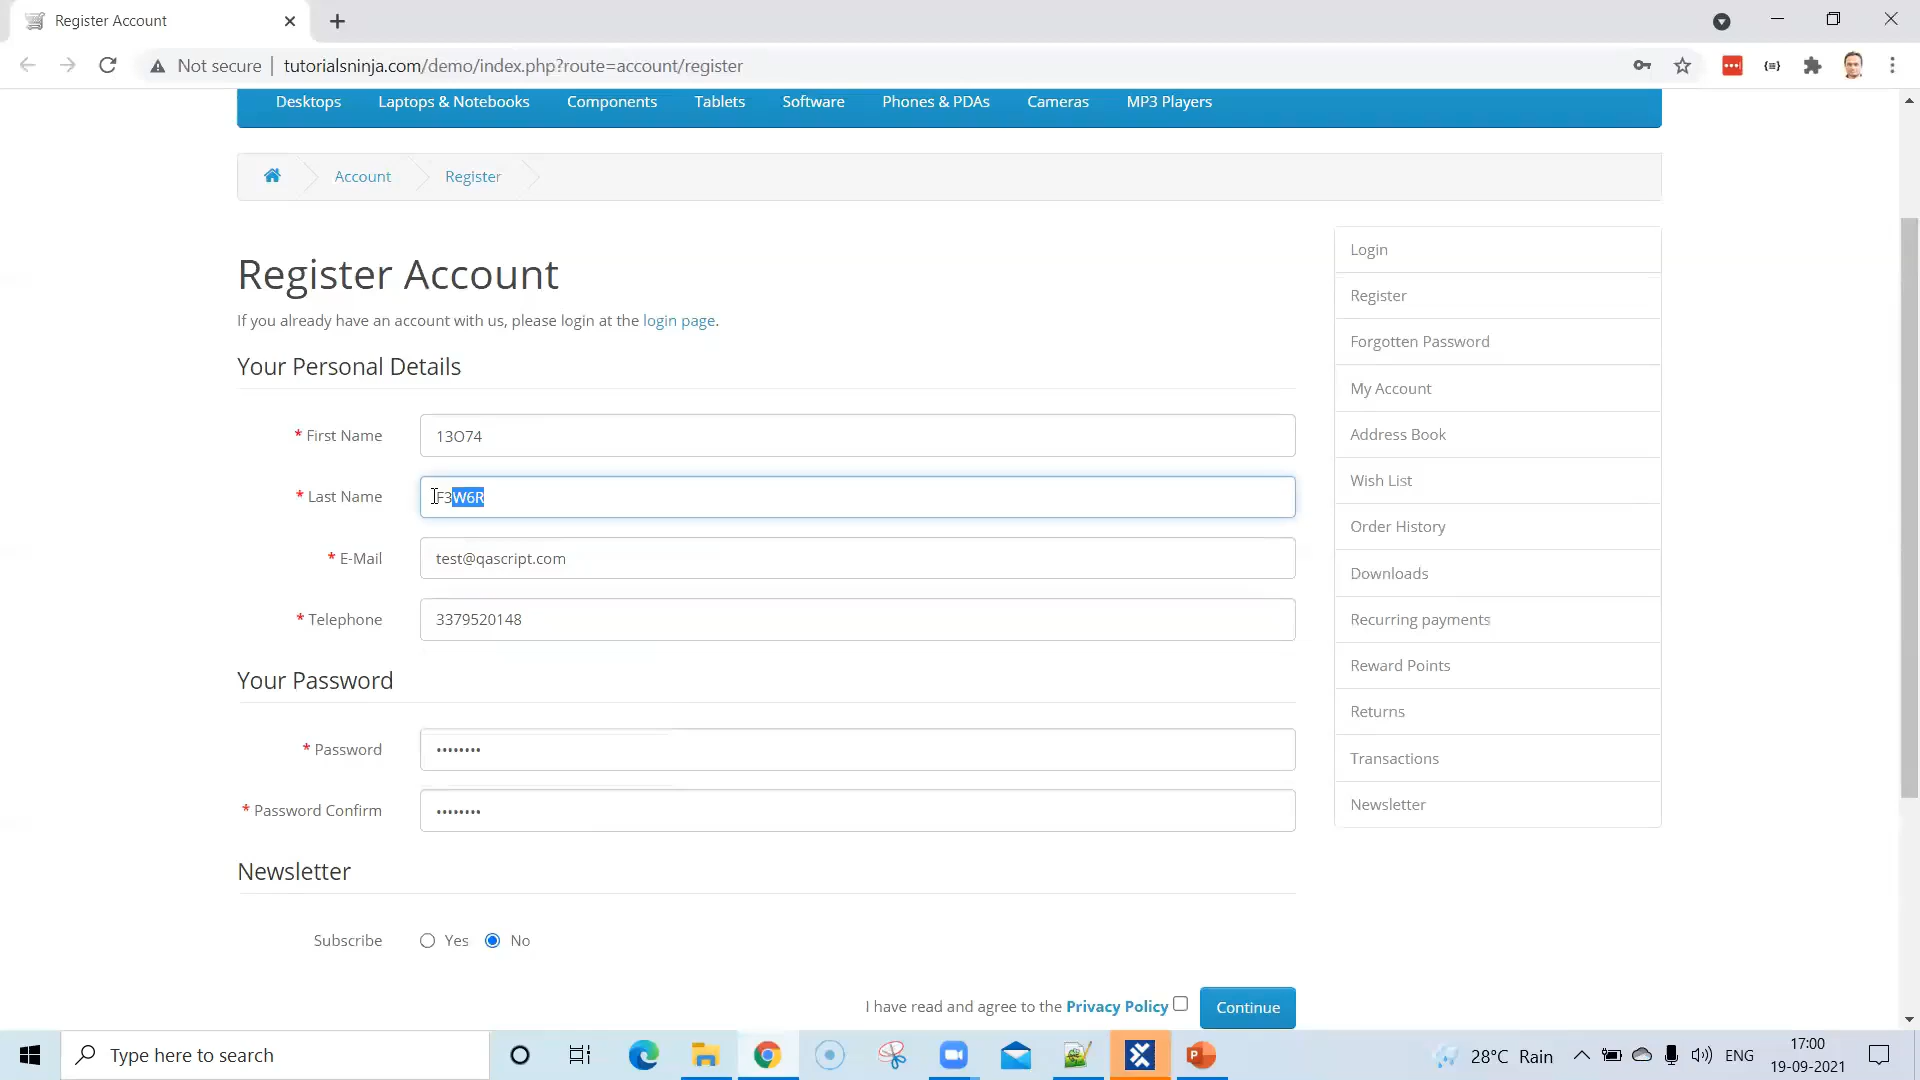 Register Account
Not secure tutorialsninja.com/demo/index.php?route=account/register
Desktops Laptops & Notebooks Components Tablets Software Phones & PDAs Cameras MP3 Players
Account Register
Register Account
If you already have an account with us, please login at the login page.
Your Personal Details
* First Name 13O74
* Last Name F3W6R
* E-Mail test@qascript.com
* Telephone 3379520148
Your Password
* Password ••••••••
* Password Confirm ••••••••
Newsletter
Subscribe Yes No
I have read and agree to the Privacy Policy Continue
Login
Register
Forgotten Password
My Account
Address Book
Wish List
Order History
Downloads
Recurring payments
Reward Points
Returns
Transactions
Newsletter
Type here to search
28°C Rain
ENG
17:00
19-09-2021